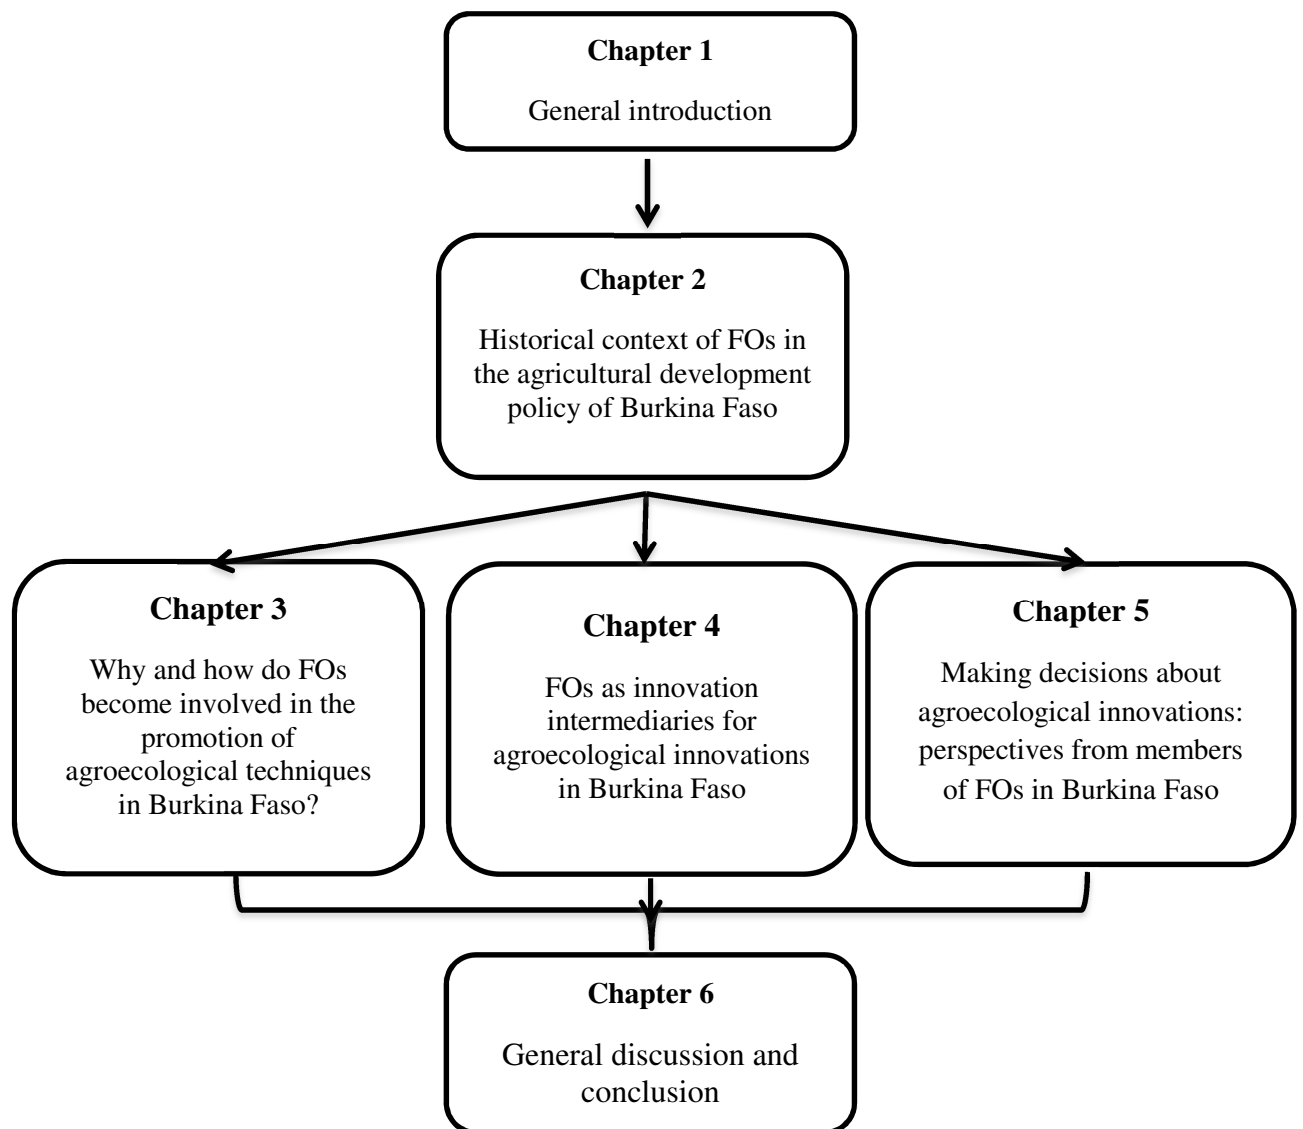 Chapter 1
General introduction
Chapter 2
Historical context of FOs in
the agricultural development
policy of Burkina Faso
Chapter 3
Why and how do FOs
become involved in the
promotion of
agroecological techniques
in Burkina Faso?
Chapter 4
FOs as innovation
intermediaries for
agroecological innovations
in Burkina Faso
Chapter 5
Making decisions about
agroecological innovations:
perspectives from members
of FOs in Burkina Faso
Chapter 6
General discussion and
conclusion